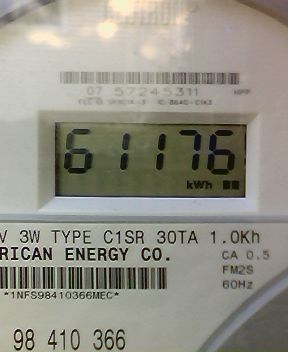 07 57245311
61176
kWh
V 3W TYPE C1SR 30TA 1.0Kh
RICAN ENERGY CO.
CA 0.5
FM2S
60Hz
*1NFS98410366MEC*
98 410 366